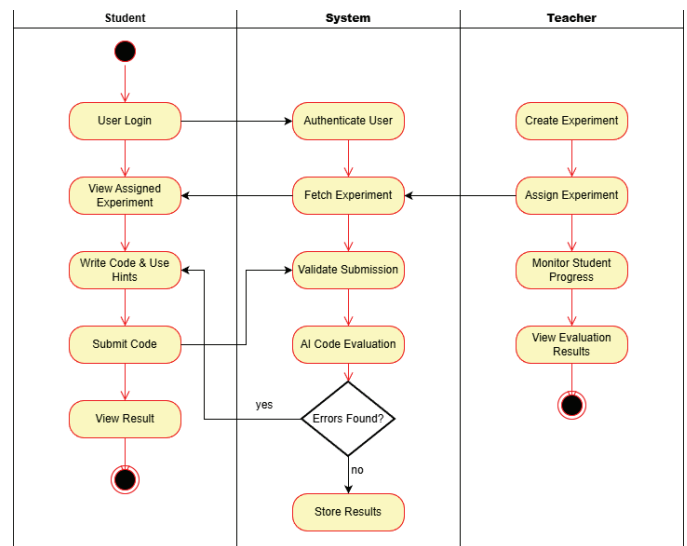 Student
System
Teacher
User Login
Authenticate User
Create Experiment
View Assigned
Experiment
Fetch Experiment
Assign Experiment
Write Code & Use
Hints
Validate Submission
Monitor Student
Progress
Submit Code
AI Code Evaluation
View Evaluation
Results
View Result
yes
Errors Found?
no
Store Results